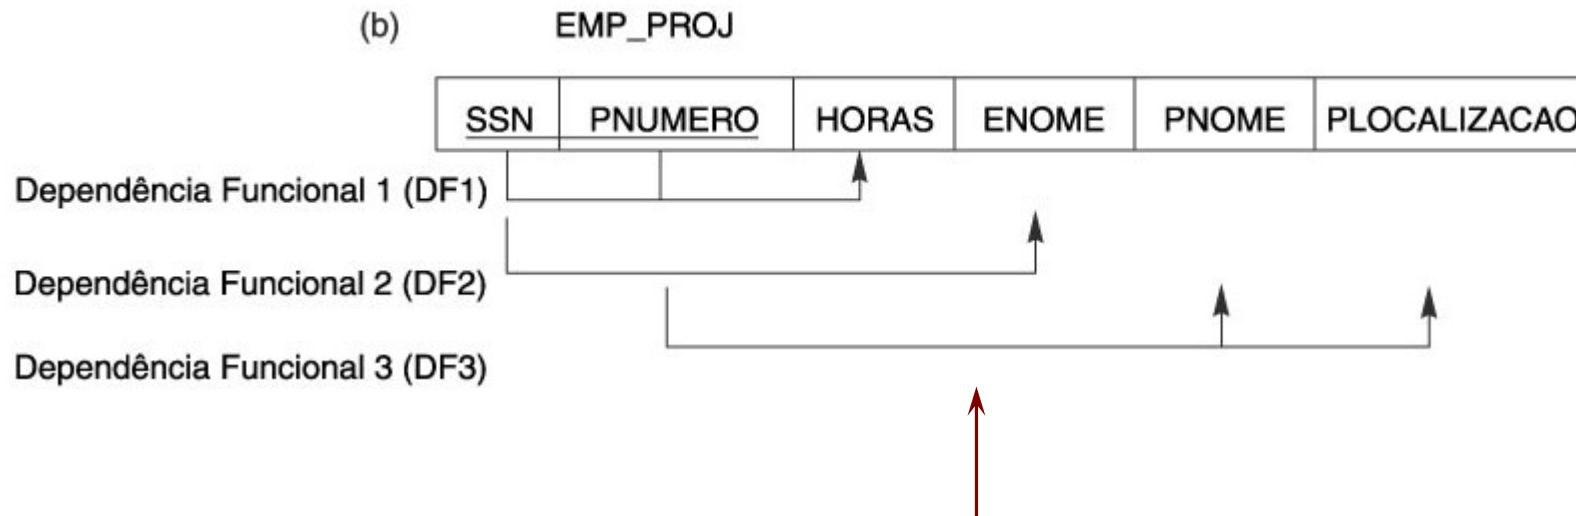 (b) EMP_PROJ
SSN PNUMERO HORAS ENOME PNOME PLOCALIZACAO
Dependência Funcional 1 (DF1)
Dependência Funcional 2 (DF2)
Dependência Funcional 3 (DF3)